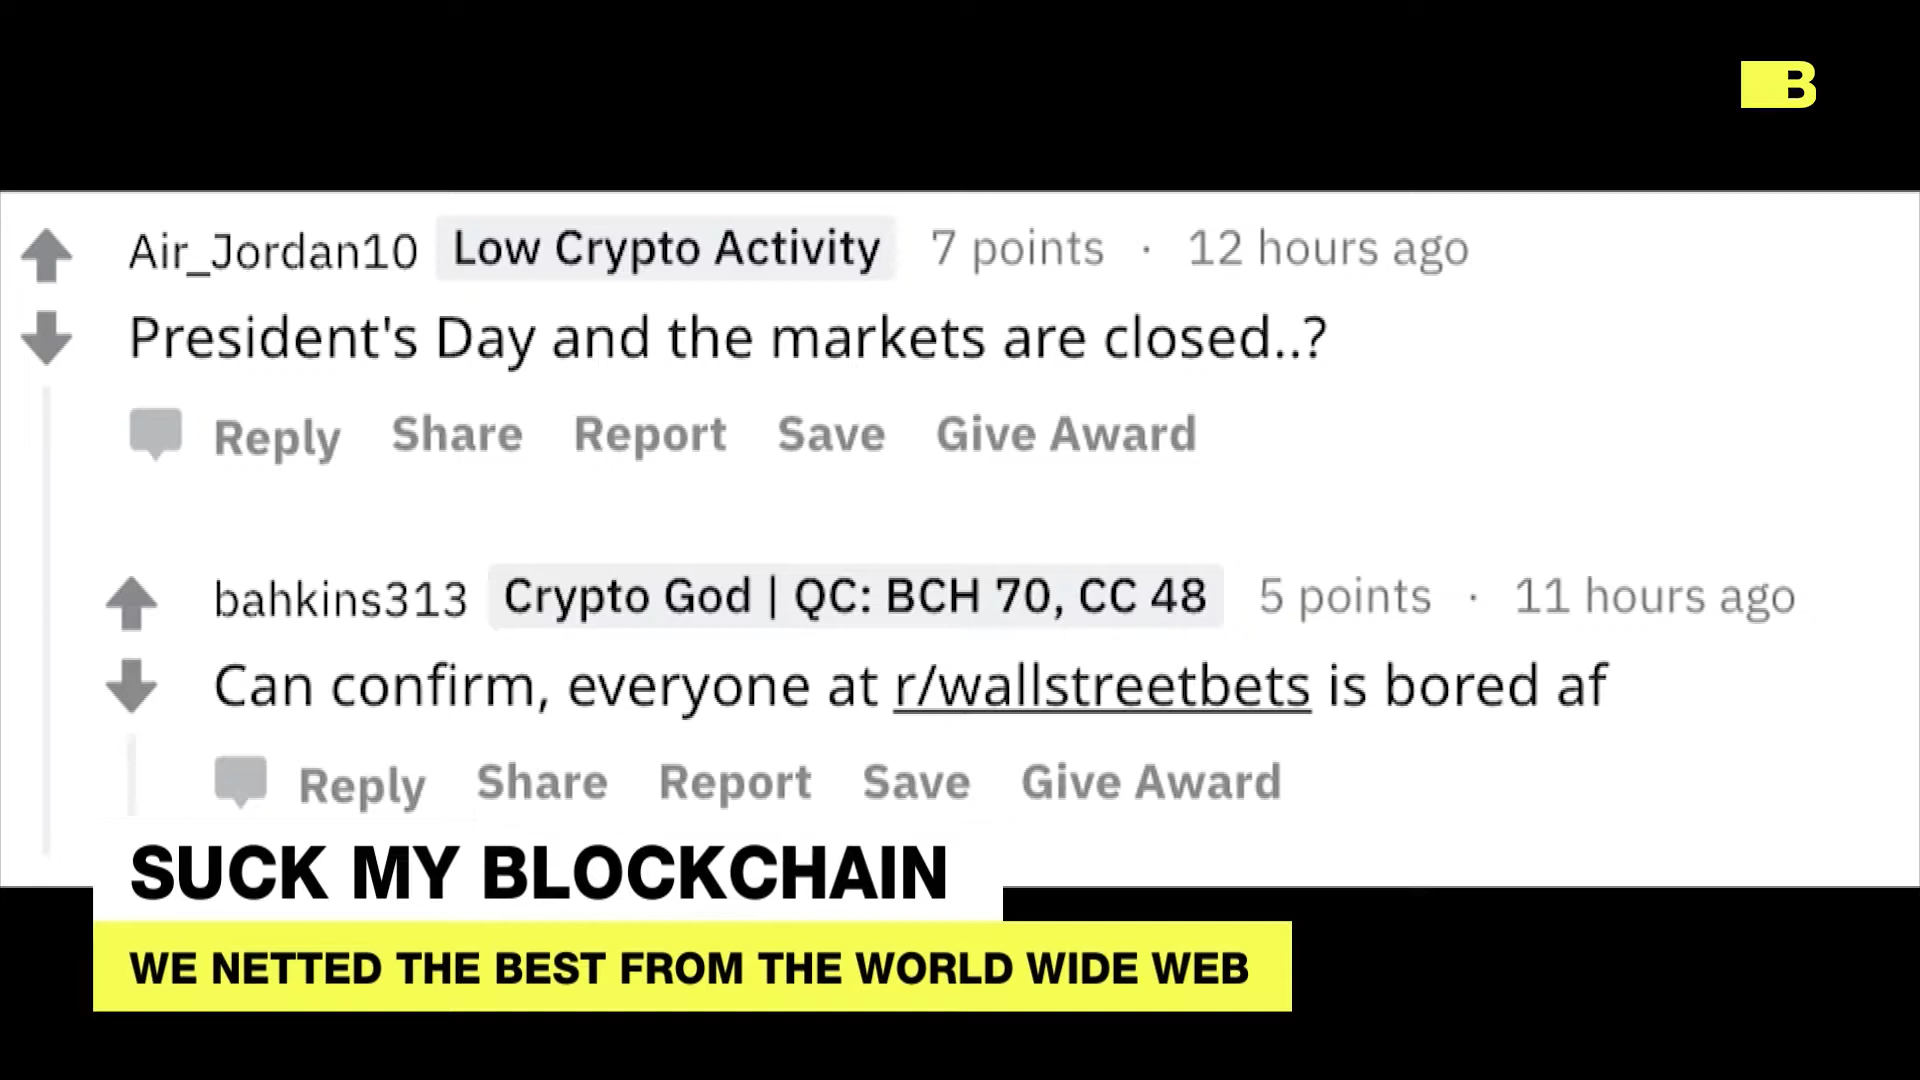 B
Air_Jordan10 Low Crypto Activity 7 points · 12 hours ago
President's Day and the markets are closed..?
Reply Share Report Save Give Award
bahkins313 Crypto God | QC: BCH 70, CC 48 5 points · 11 hours ago
Can confirm, everyone at r/wallstreetbets is bored af
Reply Share Report Save Give Award
SUCK MY BLOCKCHAIN
WE NETTED THE BEST FROM THE WORLD WIDE WEB